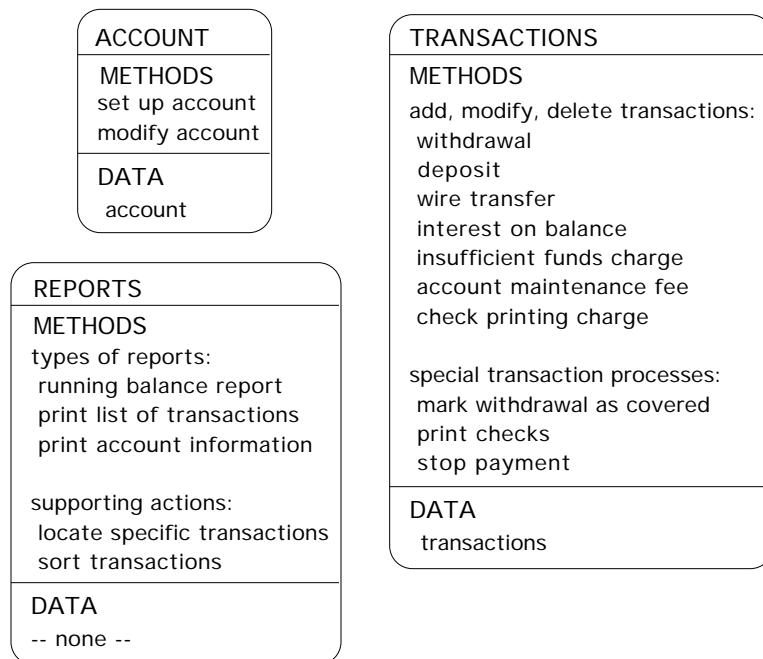 ACCOUNT
METHODS
set up account
modify account
DATA
account
REPORTS
METHODS
types of reports:
running balance report
print list of transactions
print account information
supporting actions:
locate specific transactions
sort transactions
DATA
-- none --
TRANSACTIONS
METHODS
add, modify, delete transactions:
withdrawal
deposit
wire transfer
interest on balance
insufficient funds charge
account maintenance fee
check printing charge
special transaction processes:
mark withdrawal as covered
print checks
stop payment
DATA
transactions